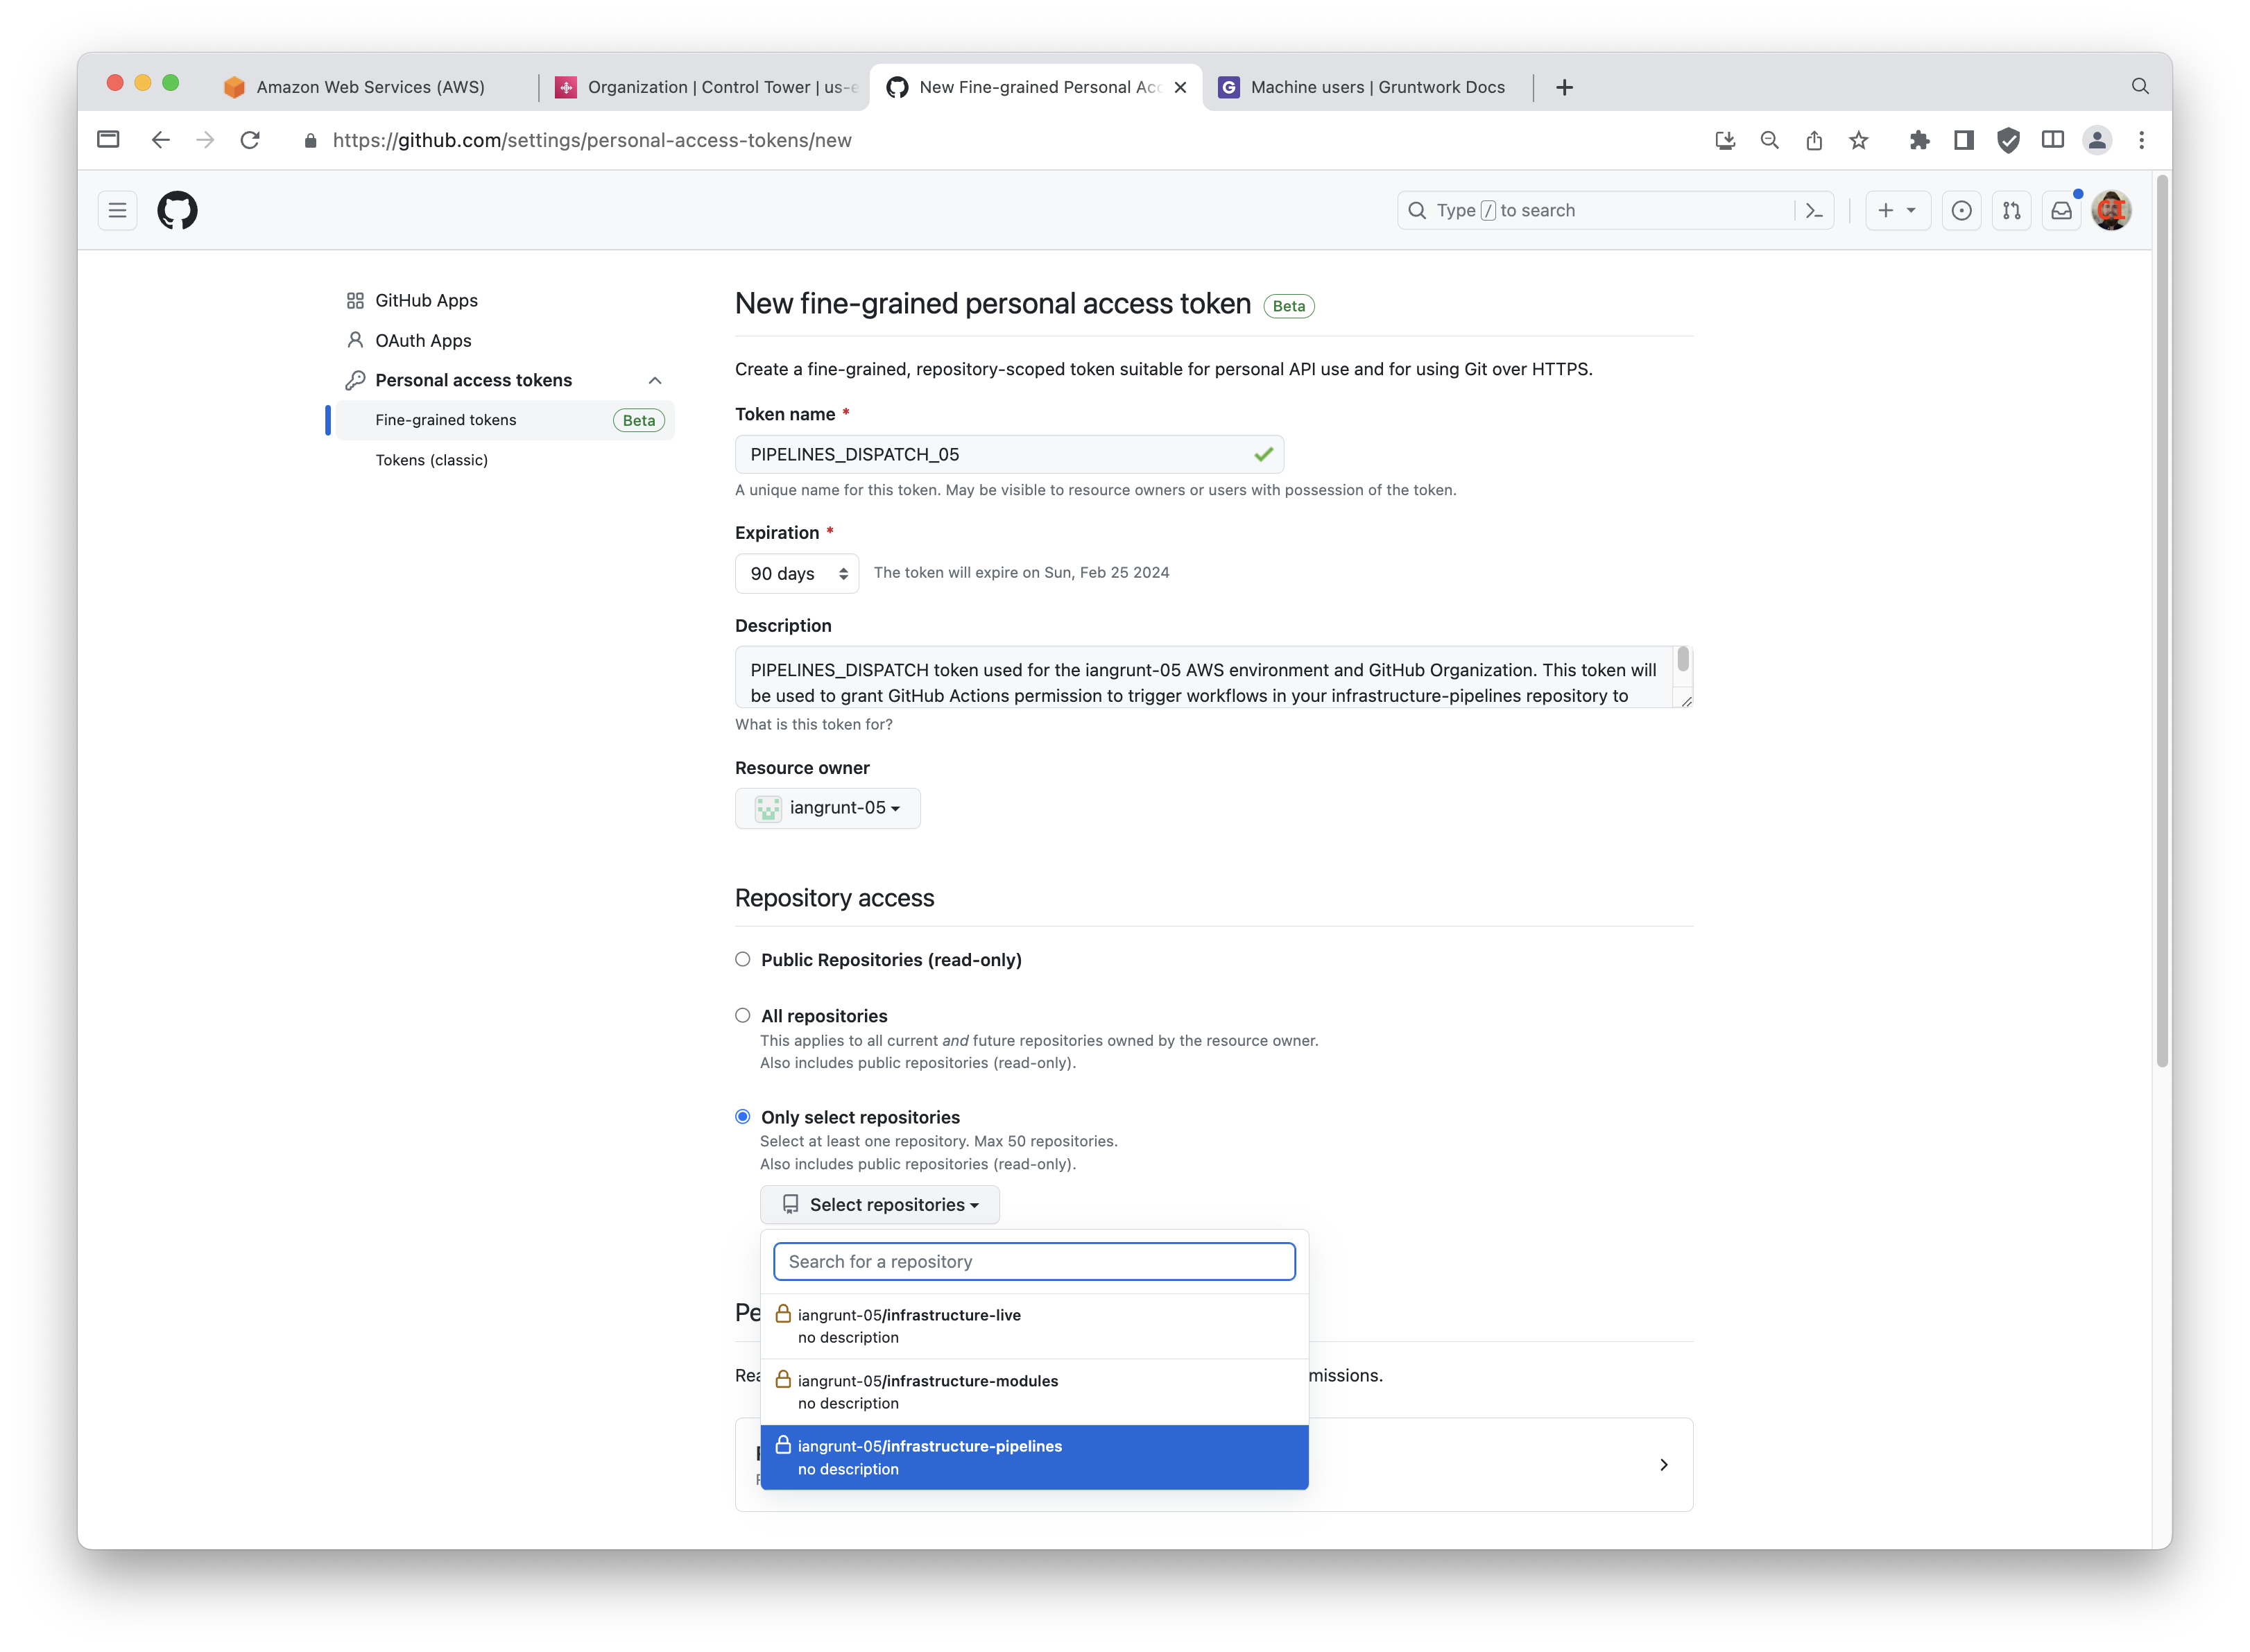 Amazon Web Services (AWS)
Organization | Control Tower | us-e
New Fine-grained Personal Acc
Machine users | Gruntwork Docs
https://github.com/settings/personal-access-tokens/new
Type / to search
GitHub Apps
OAuth Apps
Personal access tokens
Fine-grained tokens Beta
Tokens (classic)
New fine-grained personal access token Beta
Create a fine-grained, repository-scoped token suitable for personal API use and for using Git over HTTPS.
Token name *
PIPELINES_DISPATCH_05
A unique name for this token. May be visible to resource owners or users with possession of the token.
Expiration *
90 days The token will expire on Sun, Feb 25 2024
Description
PIPELINES_DISPATCH token used for the iangrunt-05 AWS environment and GitHub Organization. This token will
be used to grant GitHub Actions permission to trigger workflows in your infrastructure-pipelines repository to
What is this token for?
Resource owner
iangrunt-05
Repository access
Public Repositories (read-only)
All repositories
This applies to all current and future repositories owned by the resource owner.
Also includes public repositories (read-only).
Only select repositories
Select at least one repository. Max 50 repositories.
Also includes public repositories (read-only).
Select repositories
Search for a repository
iangrunt-05/infrastructure-live
no description
iangrunt-05/infrastructure-modules
no description
iangrunt-05/infrastructure-pipelines
no description
Pe
Rea
missions.